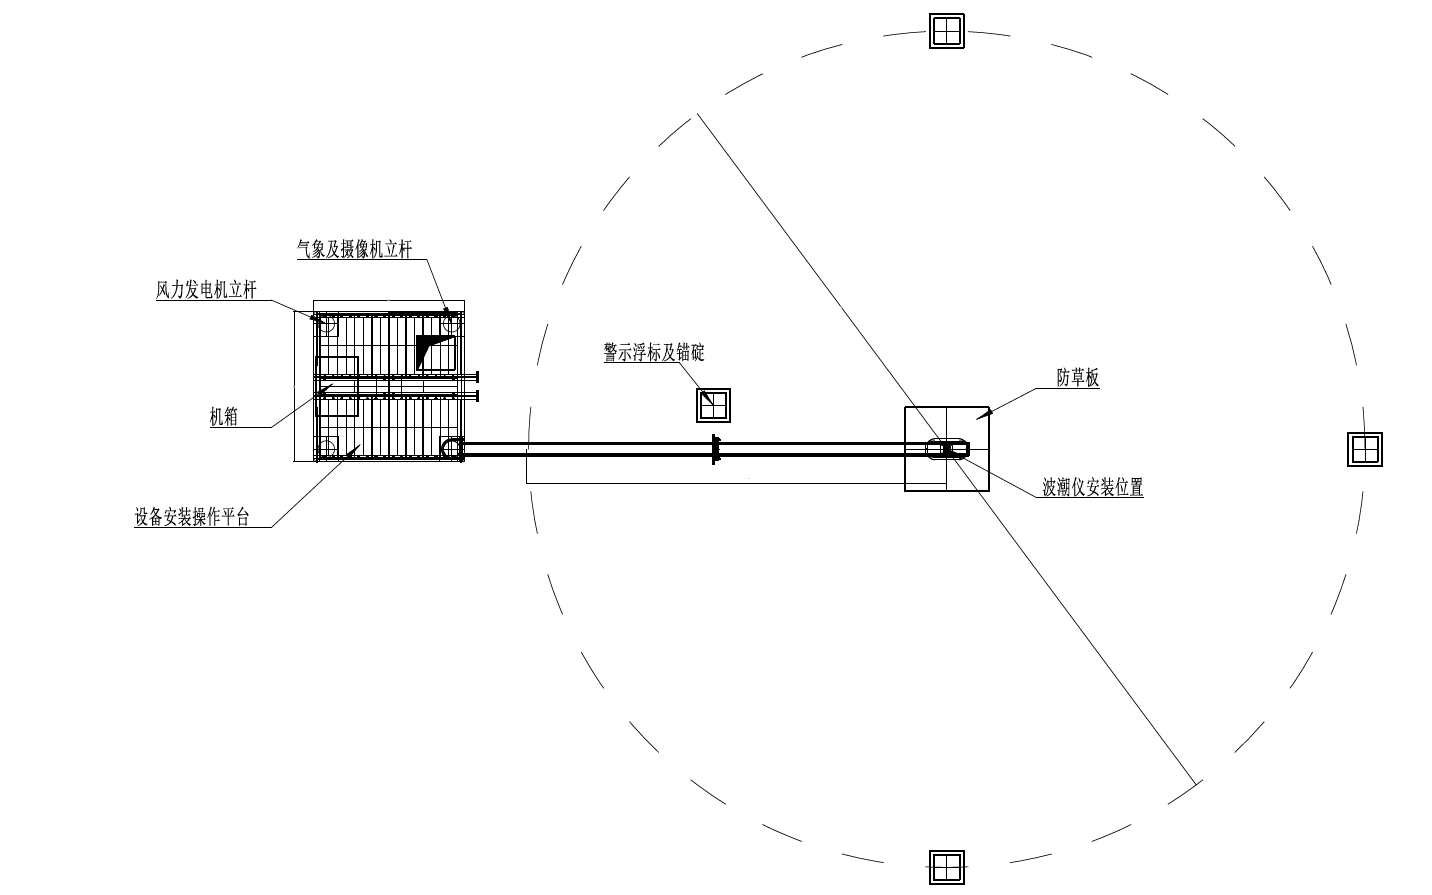 气象及摄像机立杆
风力发电机立杆
警示浮标及锚碇
防草板
机箱
波潮仪安装位置
设备安装操作平台